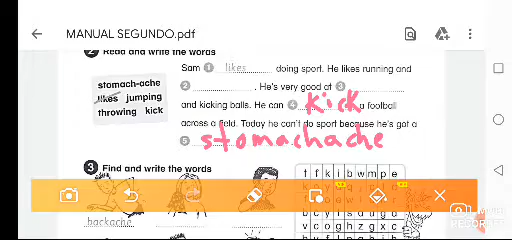 MANUAL SEGUNDO.pdf
2 Read and write the words
stomach-ache
likes jumping
throwing kick
Sam 1 likes doing sport. He likes running and
2 . He's very good at 3
and kicking balls. He can 4 kick a football
across a field. Today he can't do sport because he's got a
5 stomachache
3 Find and write the words
backache
f f k i b w m p e
b c y l s u g x c
o g h z g v